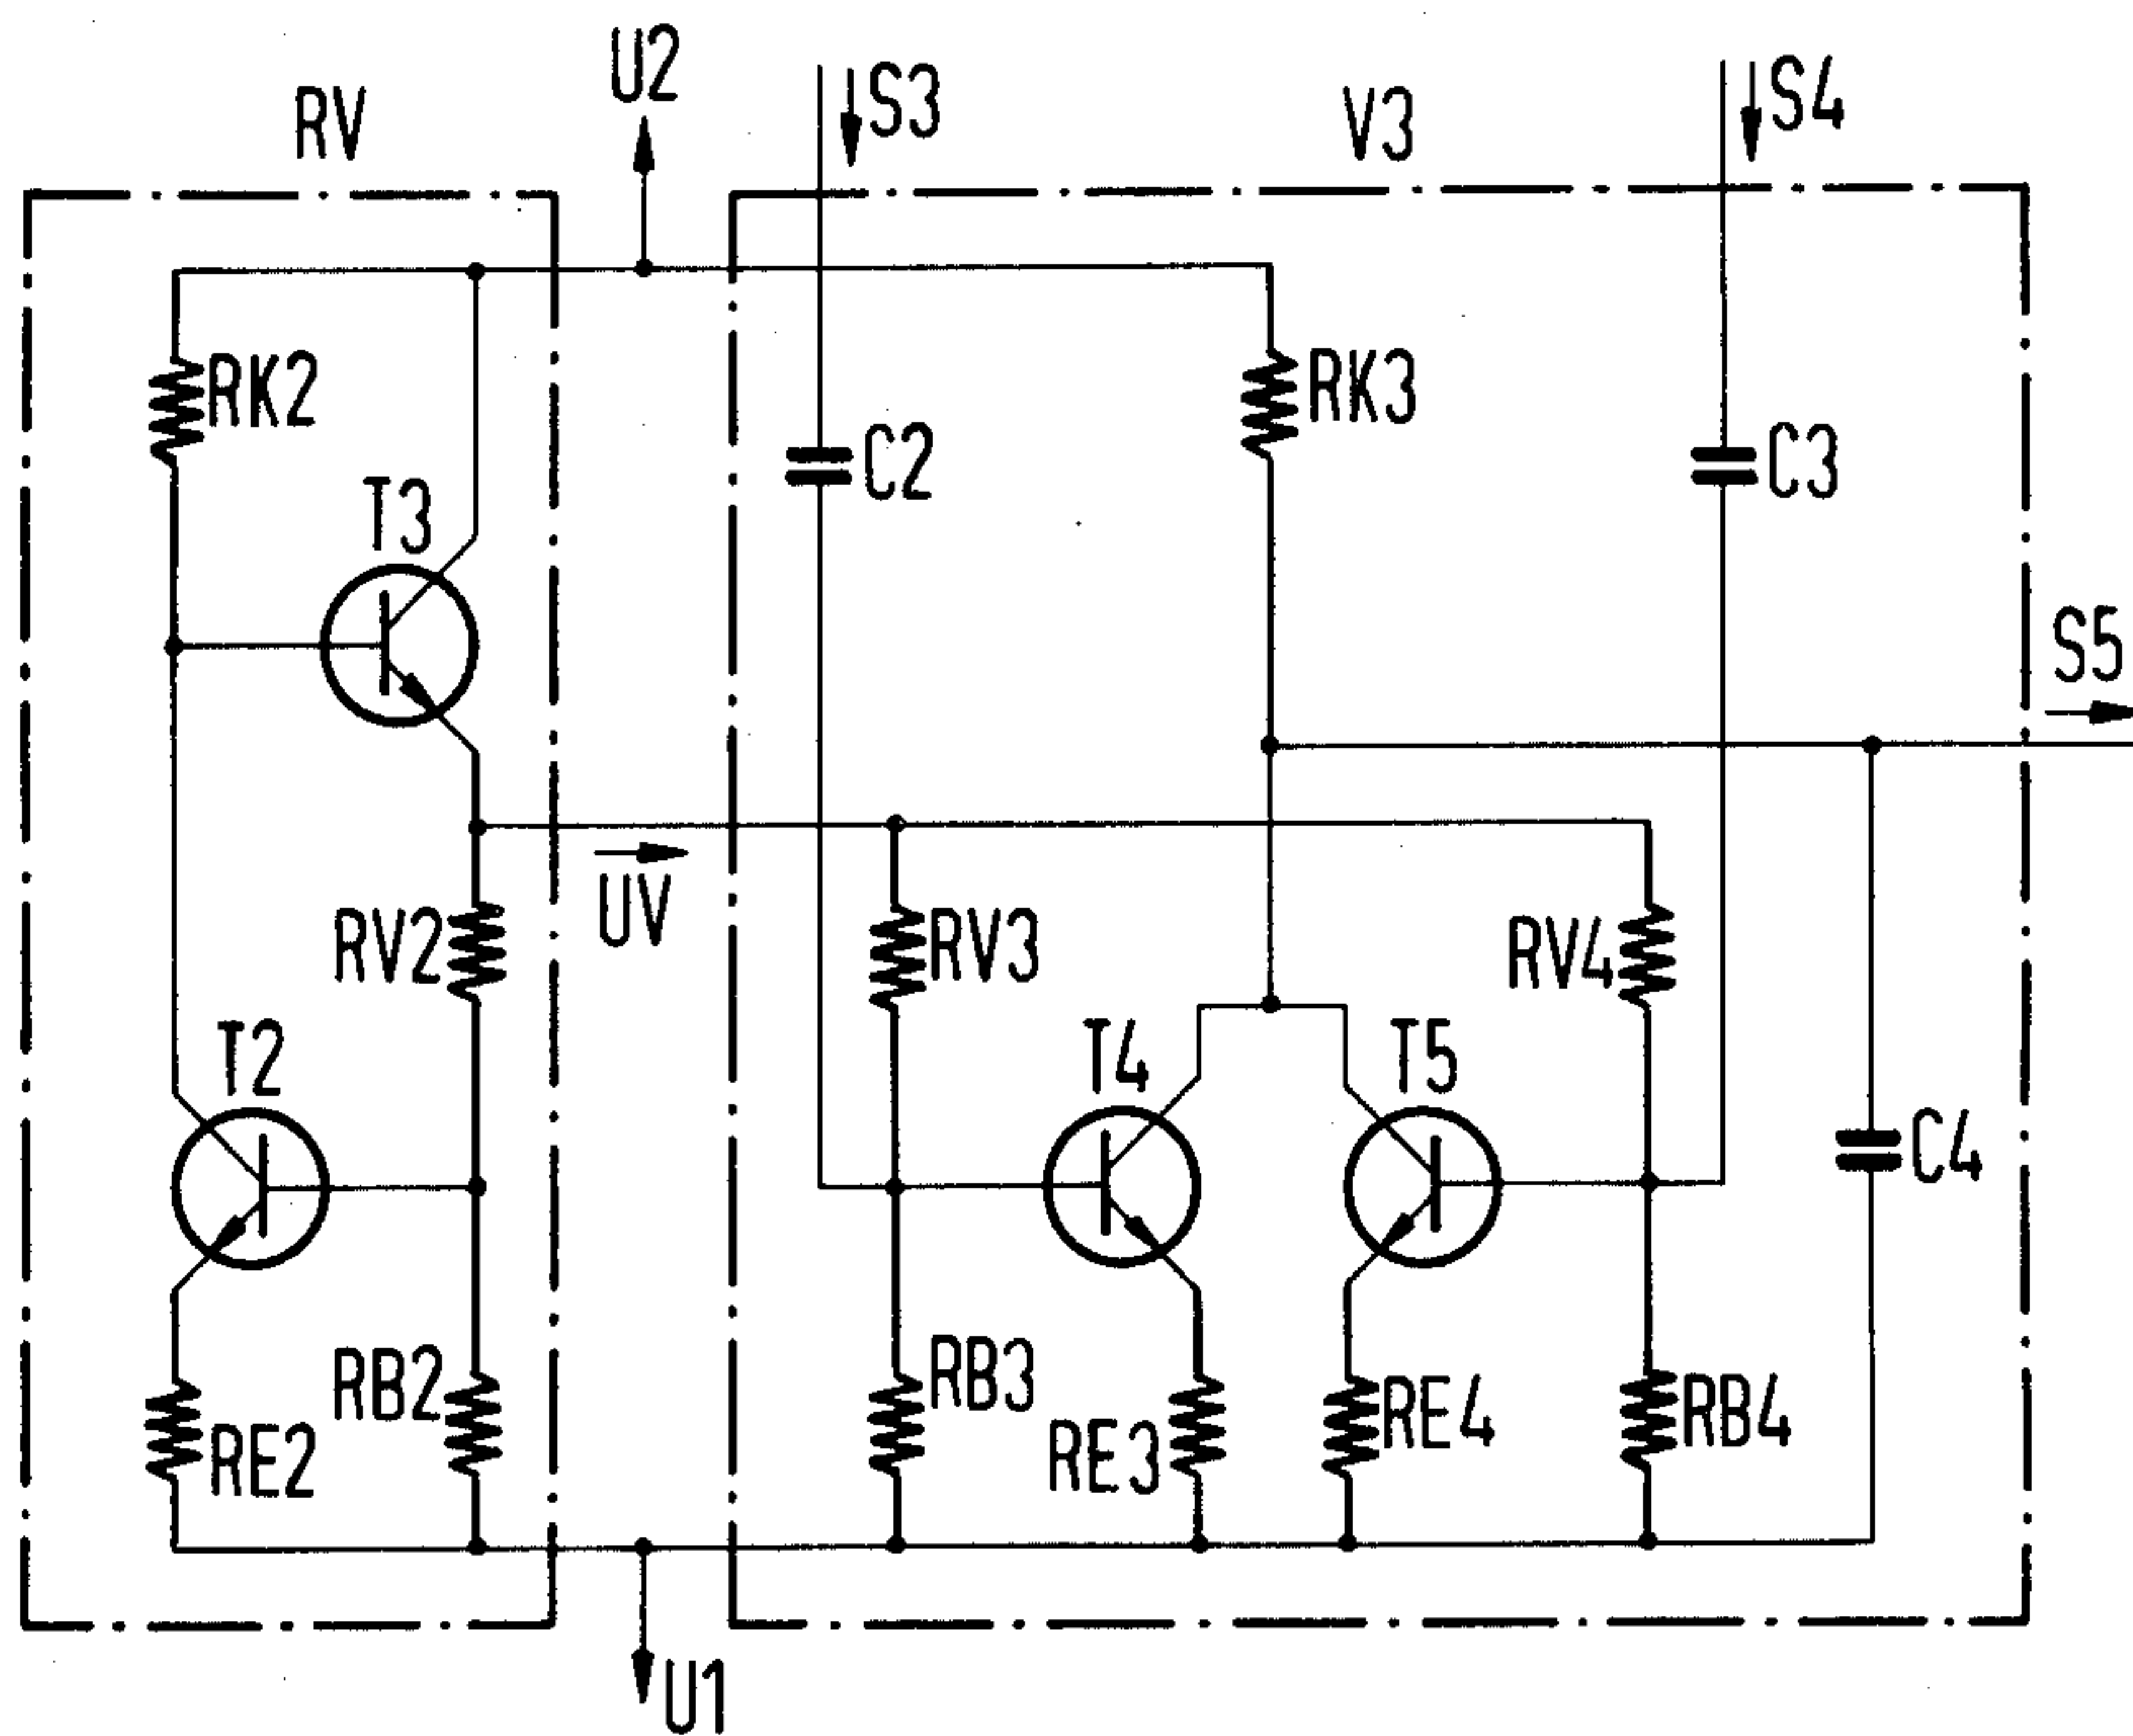 U2
S3
S4
RV
V3
RK2
RK3
C2
C3
T3
S5
UV
RV2
RV3
RV4
T2
T4
T5
C4
RB2
RB3
RE2
RE3
RE4
RB4
U1